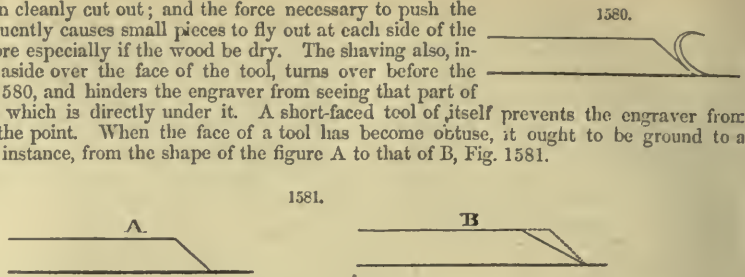 n cleanly cut out; and the force necessary to push the
uently causes small pieces to fly out at each side of the
ore especially if the wood be dry. The shaving also, in-
aside over the face of the tool, turns over before the
580, and hinders the engraver from seeing that part of
which is directly under it. A short-faced tool of itself prevents the engraver from
the point. When the face of a tool has become obtuse, it ought to be ground to a
instance, from the shape of the figure A to that of B, Fig. 1581.
1580.
1581.
A
B